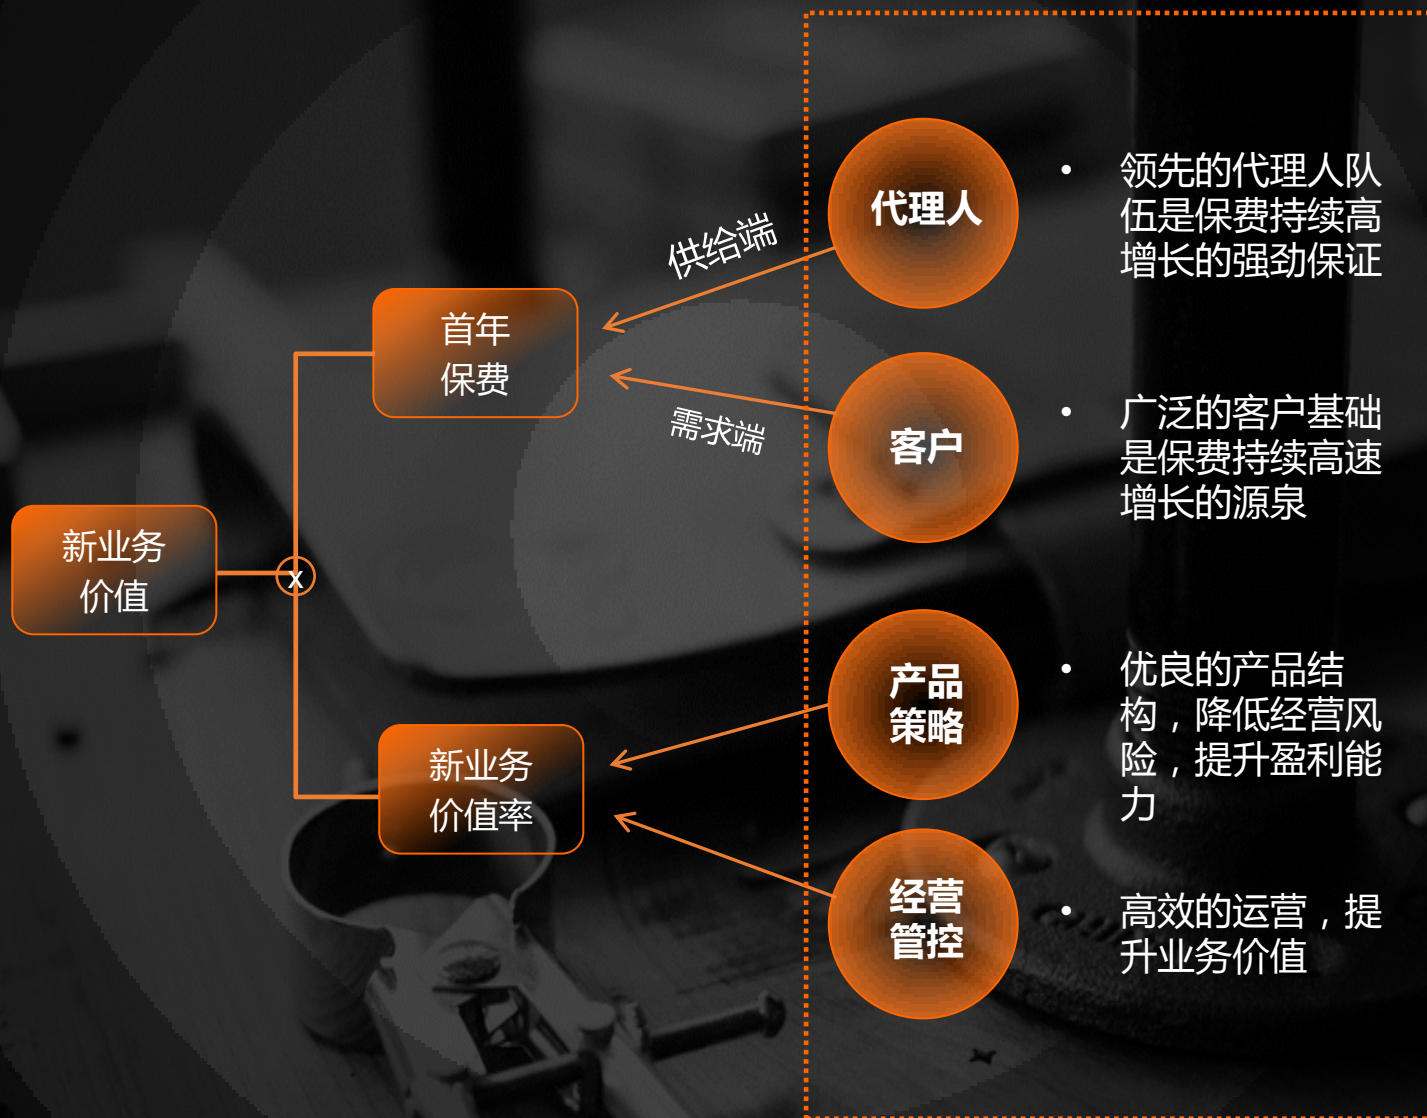 代理人
• 领先的代理人队
伍是保费持续高
增长的强劲保证
供给端
首年
保费
需求端
客户
• 广泛的客户基础
是保费持续高速
增长的源泉
新业务
价值
x
产品
策略
• 优良的产品结
构，降低经营风
险，提升盈利能
力
新业务
价值率
经营
管控
• 高效的运营，提
升业务价值